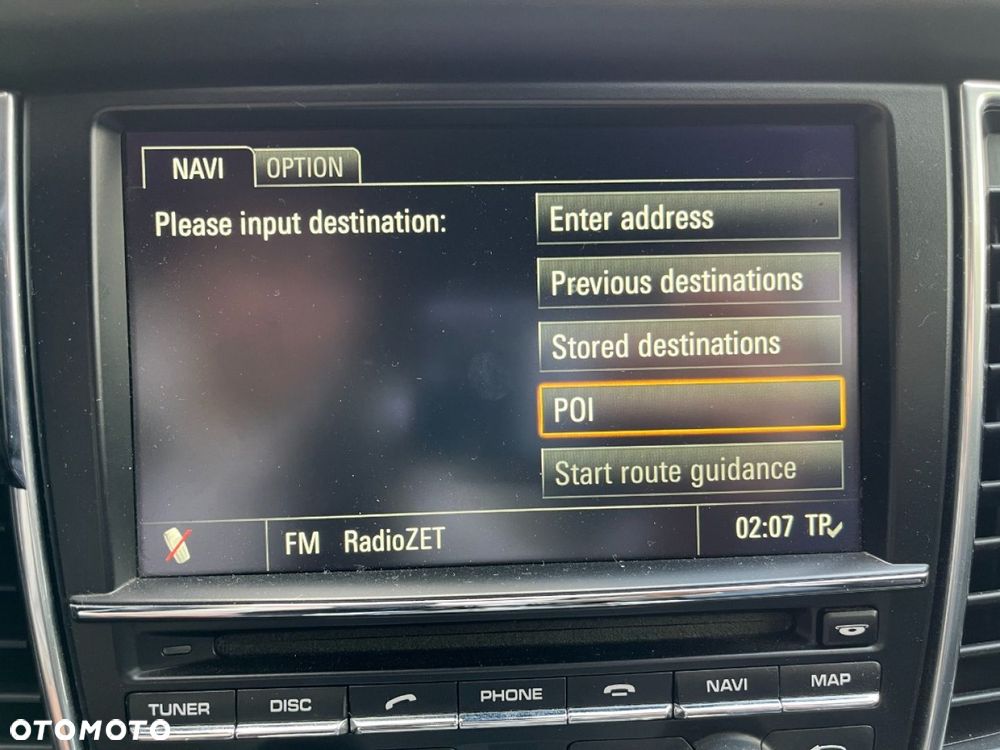 NAVI OPTION
Please input destination:
Enter address
Previous destinations
Stored destinations
POI
Start route guidance
FM RadioZET 02:07 TP
TUNER DISC PHONE NAVI MAP
OTOMOTO